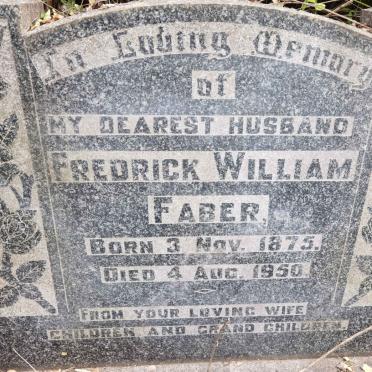 In Loving Memory
of
MY DEAREST HUSBAND
FREDRICK WILLIAM
FABER.
BORN 3 NOV. 1875.
DIED 4 AUG. 1950.
FROM YOUR LOVING WIFE
CHILDREN AND GRAND CHILDREN.